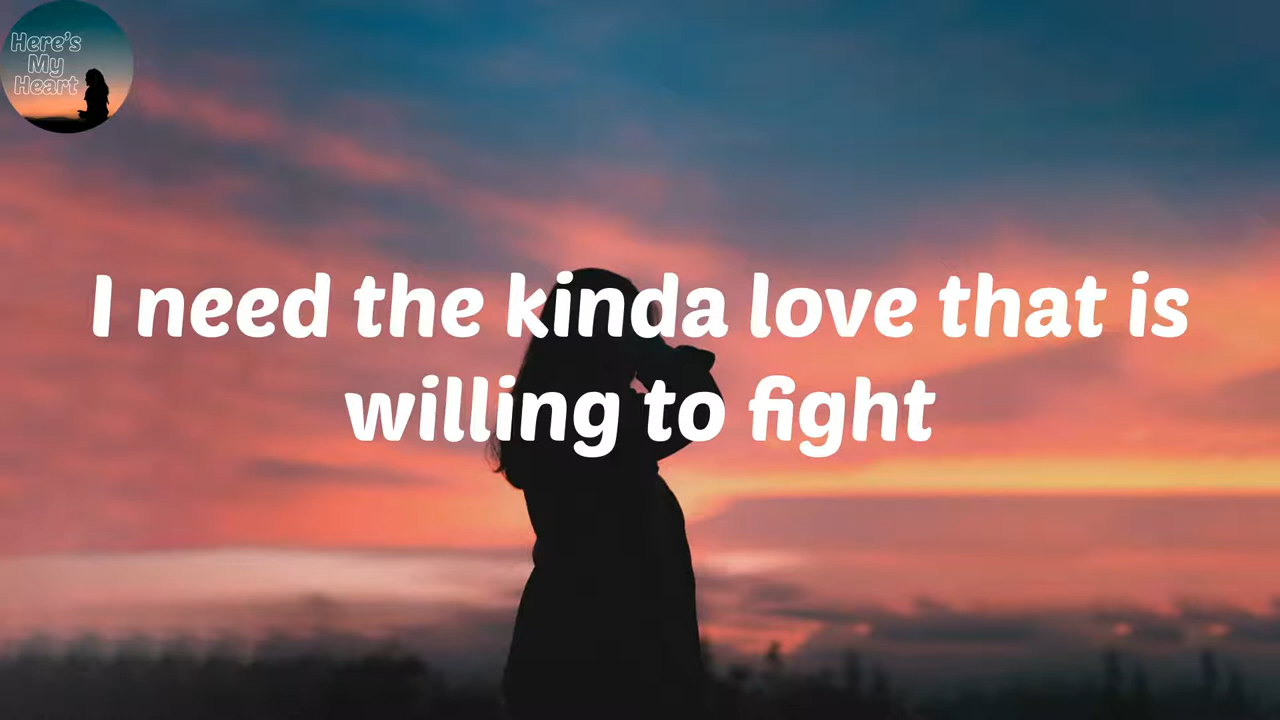 Here's
My
Heart
I need the kinda love that is
willing to fight